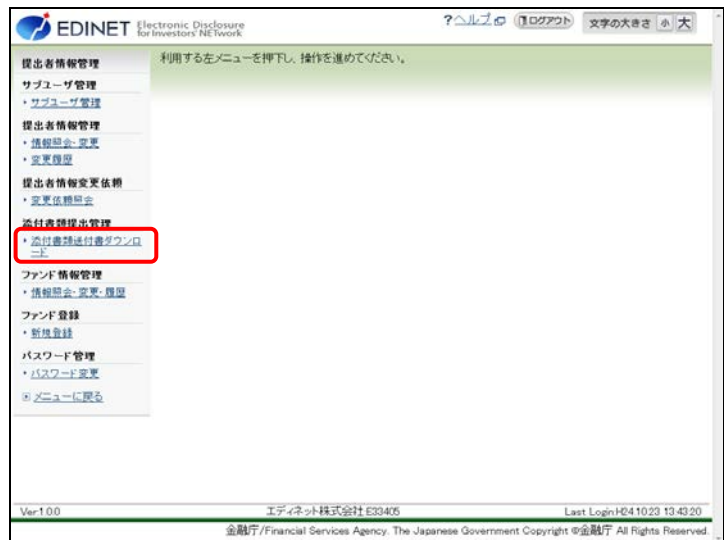 EDINET Electronic Disclosure
for Investors' NETwork
?ヘルプ ログアウト 文字の大きさ 小 大
提出者情報管理
利用する左メニューを押下し、操作を進めてください。
サブユーザ管理
・サブユーザ管理
提出者情報管理
・情報照会・変更
・変更履歴
提出者情報変更依頼
・変更依頼照会
添付書類提出管理
・添付書類送付書ダウンロ
ード
ファンド情報管理
・情報照会・変更・履歴
ファンド登録
・新規登録
パスワード管理
・パスワード変更
メニューに戻る
Ver.1.0.0 エディネット株式会社 E33405 Last Login:H24.10.23 13:43:20
金融庁/Financial Services Agency. The Japanese Government Copyright ©金融庁 All Rights Reserved.